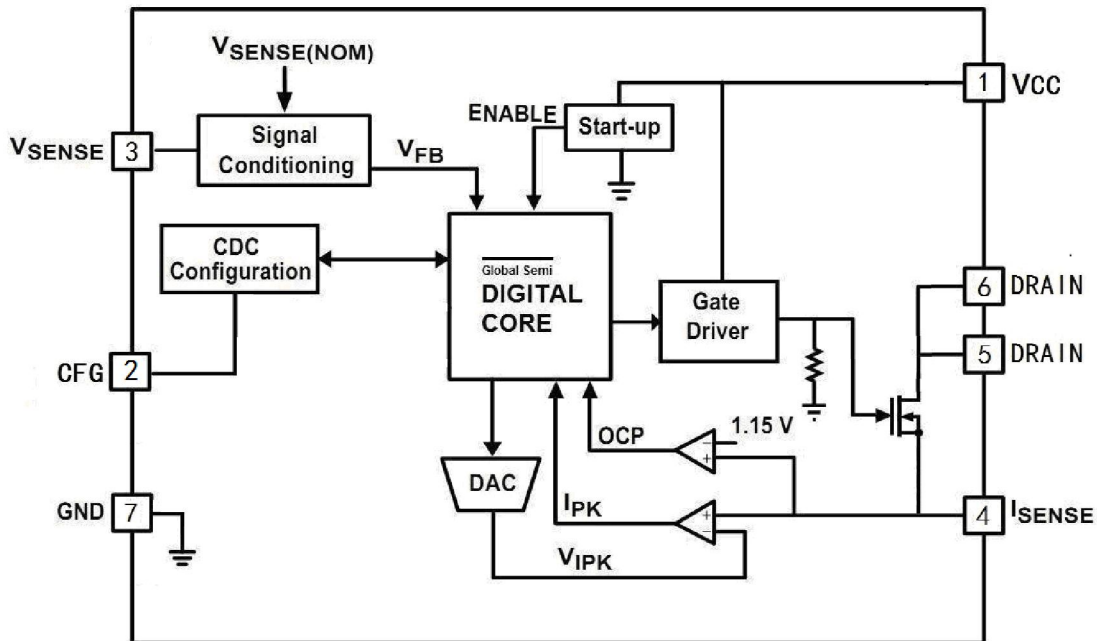 VSENSE(NOM)
1
VCC
ENABLE
Start-up
VSENSE
3
Signal
Conditioning
VFB
CDC
Configuration
Global Semi
DIGITAL
CORE
Gate
Driver
6
DRAIN
5
DRAIN
CFG
2
1.15 V
OCP
−
+
DAC
GND
7
IPK
+
−
4
ISENSE
VIPK